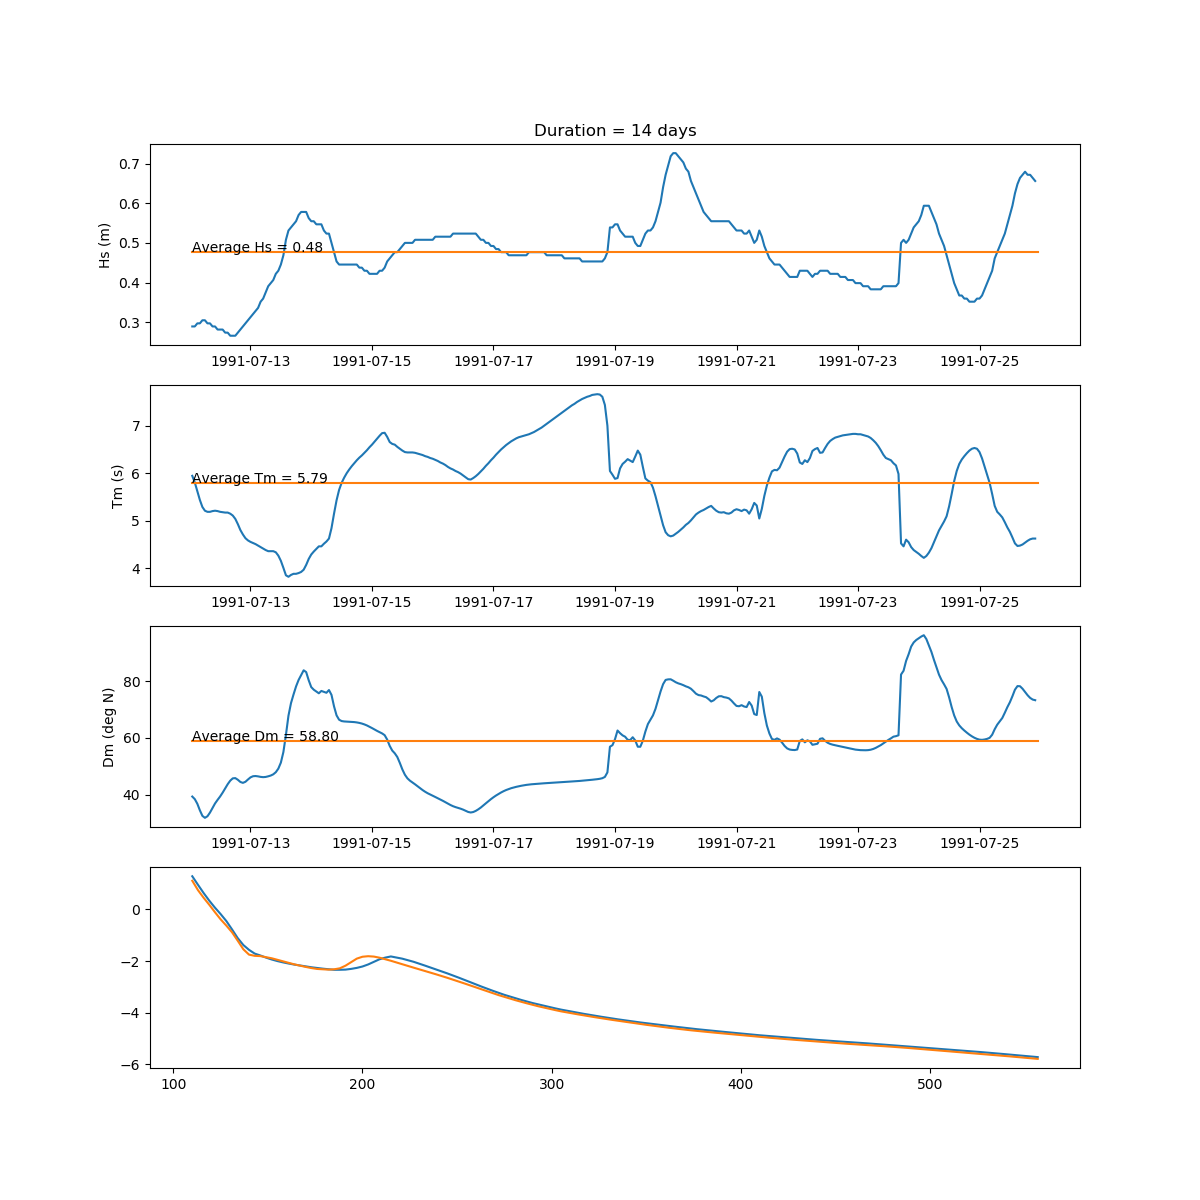 Duration = 14 days
0.7
0.6
0.5
0.4
0.3
Hs (m)
Average Hs = 0.48
1991-07-13 1991-07-15 1991-07-17 1991-07-19 1991-07-21 1991-07-23 1991-07-25
7
6
5
4
Tm (s)
Average Tm = 5.79
1991-07-13 1991-07-15 1991-07-17 1991-07-19 1991-07-21 1991-07-23 1991-07-25
80
60
40
Dm (deg N)
Average Dm = 58.80
1991-07-13 1991-07-15 1991-07-17 1991-07-19 1991-07-21 1991-07-23 1991-07-25
0
−2
−4
−6
100 200 300 400 500